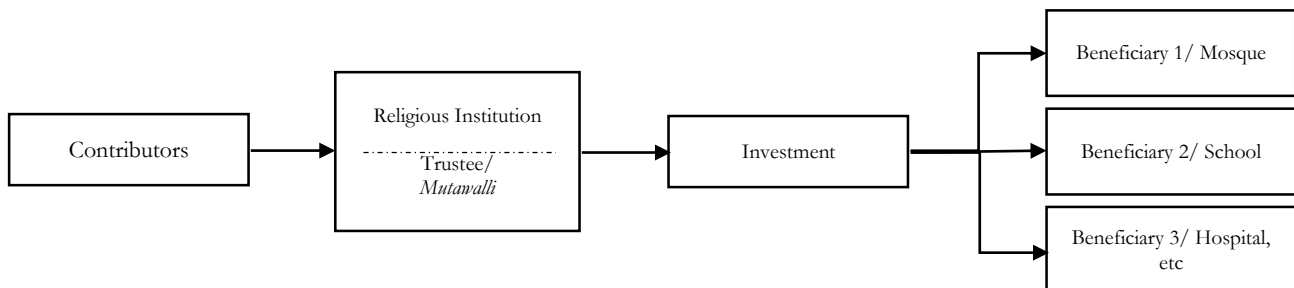 Contributors
Religious Institution
Trustee/
Mutawalli
Investment
Beneficiary 1/ Mosque
Beneficiary 2/ School
Beneficiary 3/ Hospital,
etc